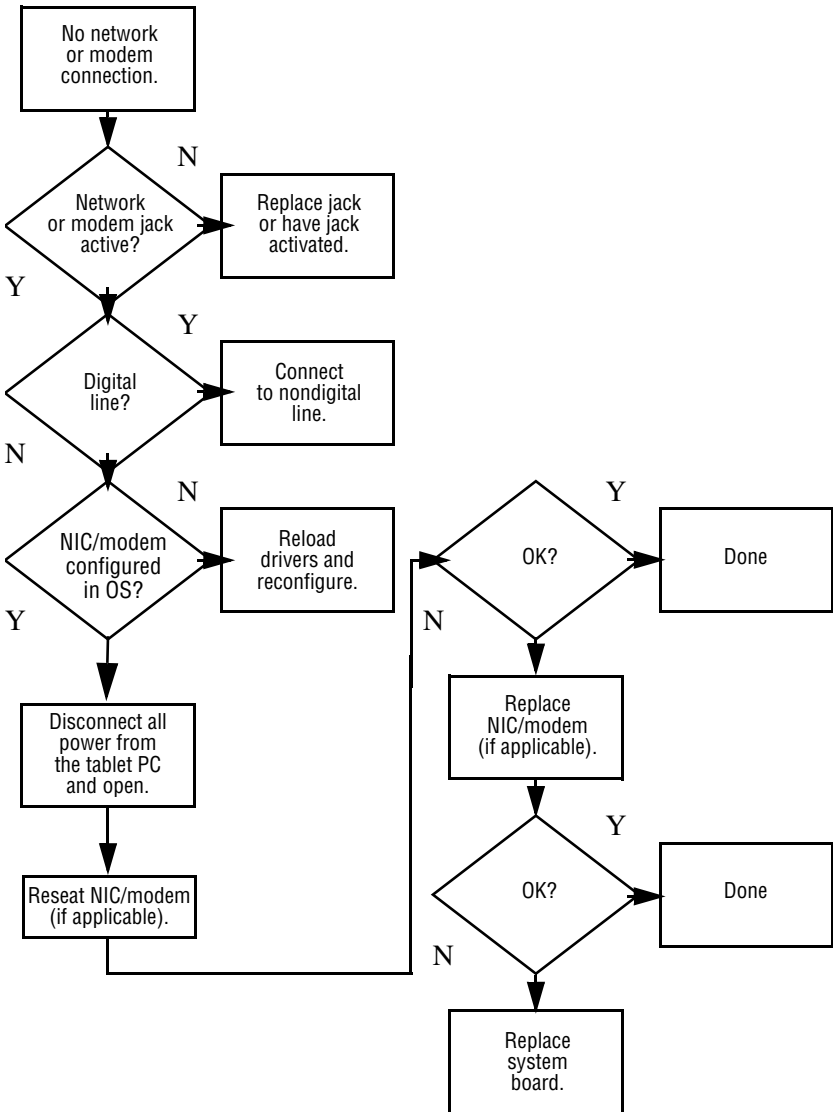 No network
or modem
connection.
N
Network
or modem jack
active?
Replace jack
or have jack
activated.
Y
Y
Digital
line?
Connect
to nondigital
line.
N
N
NIC/modem
configured
in OS?
Reload
drivers and
reconfigure.
Y
Disconnect all
power from
the tablet PC
and open.
Reseat NIC/modem
(if applicable).
Y
OK?
Done
N
Replace
NIC/modem
(if applicable).
Y
OK?
Done
N
Replace
system
board.